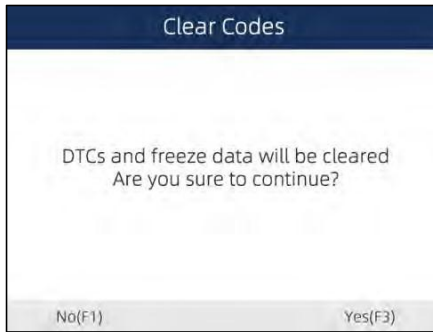 Clear Codes
DTCs and freeze data will be cleared
Are you sure to continue?
No(F1) Yes(F3)